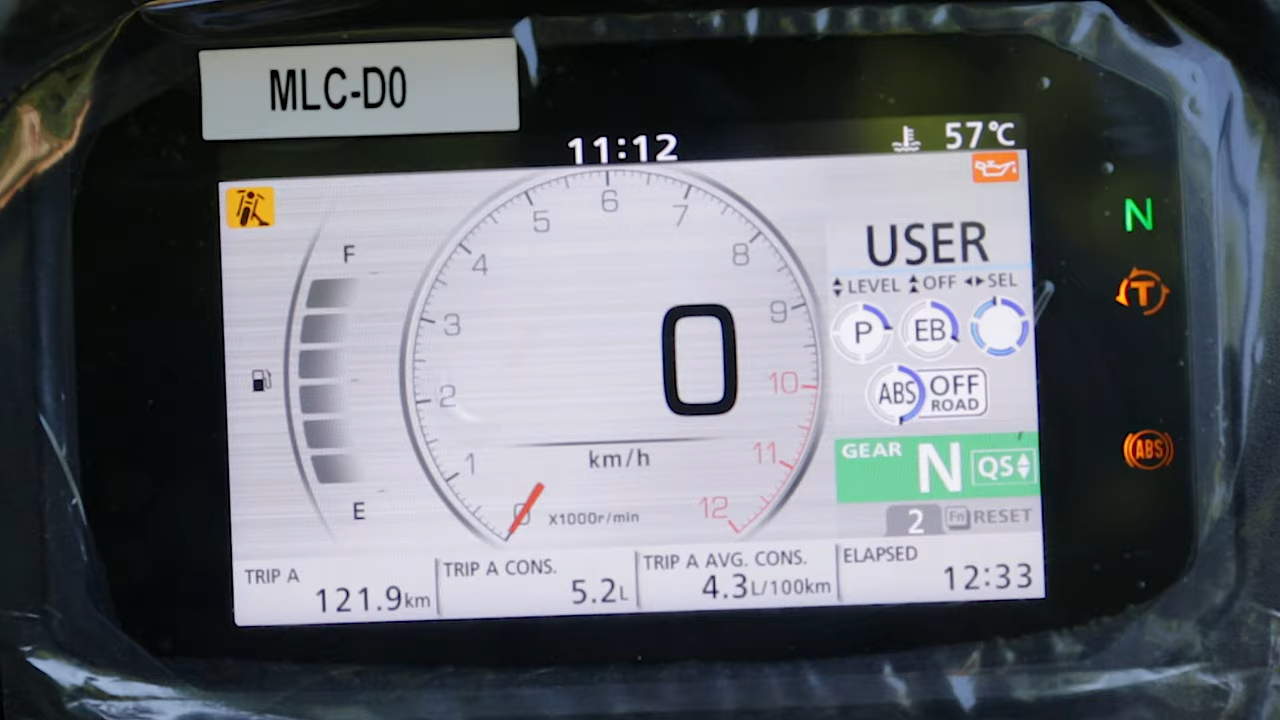 MLC-D0
11:12
57℃
N
T
ABS
F
E
0
1
2
3
4
5
6
7
8
9
10
11
12
0
km/h
X1000r/min
USER
LEVEL OFF SEL
P EB
ABS OFF
ROAD
GEAR N QS
2 Fn RESET
TRIP A
121.9km
TRIP A CONS.
5.2L
TRIP A AVG. CONS.
4.3L/100km
ELAPSED
12:33